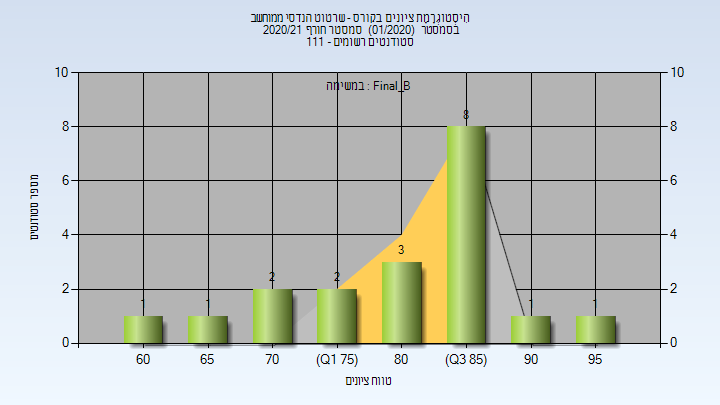 היסטוגרמת ציונים בקורס - שרטוט הנדסי ממוחשב
בסמסטר (01/2020) סמסטר חורף 2020/21
סטודנטים רשומים - 111
במשימה : Final_B
10 10
8 8
6 6
4 4
2 2
0 0
מספר סטודנטים
1 1 2 2 3 8 1 1
60 65 70 (Q1 75) 80 (Q3 85) 90 95
טווח ציונים